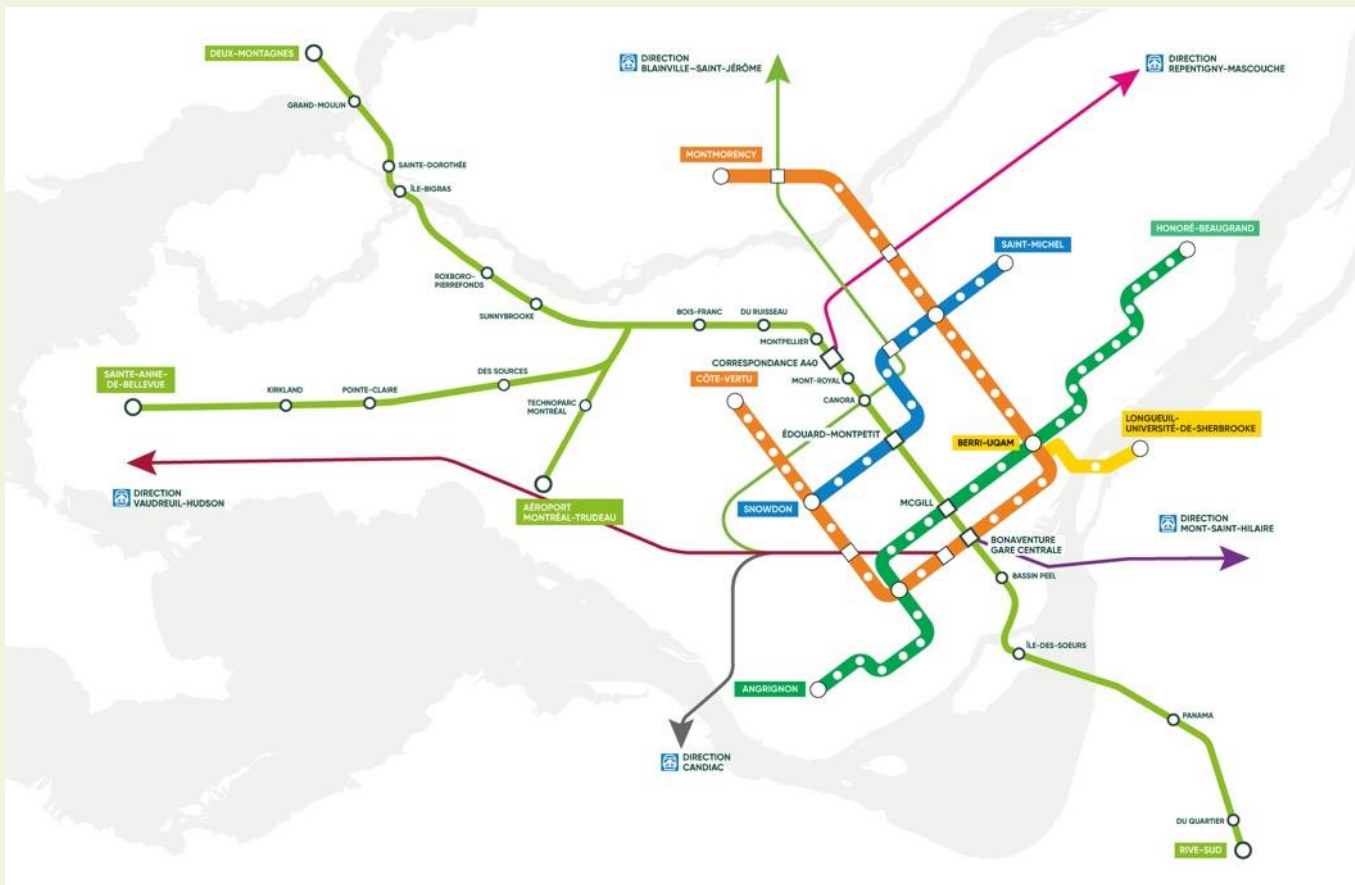 DEUX-MONTAGNES
DIRECTION
BLAINVILLE–SAINT-JÉRÔME
DIRECTION
REPENTIGNY-MASCOUCHE
GRAND-MOULIN
MONTMORENCY
SAINTE-DOROTHÉE
ÎLE-BIGRAS
HONORÉ-BEAUGRAND
SAINT-MICHEL
ROXBORO-
PIERREFONDS
SUNNYBROOKE
BOIS-FRANC
DU RUISSEAU
MONTPELLIER
CORRESPONDANCE A40
SAINTE-ANNE-
DE-BELLEVUE
KIRKLAND
POINTE-CLAIRE
DES SOURCES
TECHNOPARC
MONTRÉAL
CÔTE-VERTU
MONT-ROYAL
CANORA
ÉDOUARD-MONTPETIT
BERRI-UQAM
LONGUEUIL-
UNIVERSITÉ-DE-SHERBROOKE
DIRECTION
VAUDREUIL-HUDSON
AÉROPORT
MONTRÉAL-TRUDEAU
SNOWDON
MCGILL
DIRECTION
MONT-SAINT-HILAIRE
BONAVENTURE
GARE CENTRALE
BASSIN PEEL
ÎLE-DES-SOEURS
ANGRIGNON
PANAMA
DIRECTION
CANDIAC
DU QUARTIER
RIVE-SUD